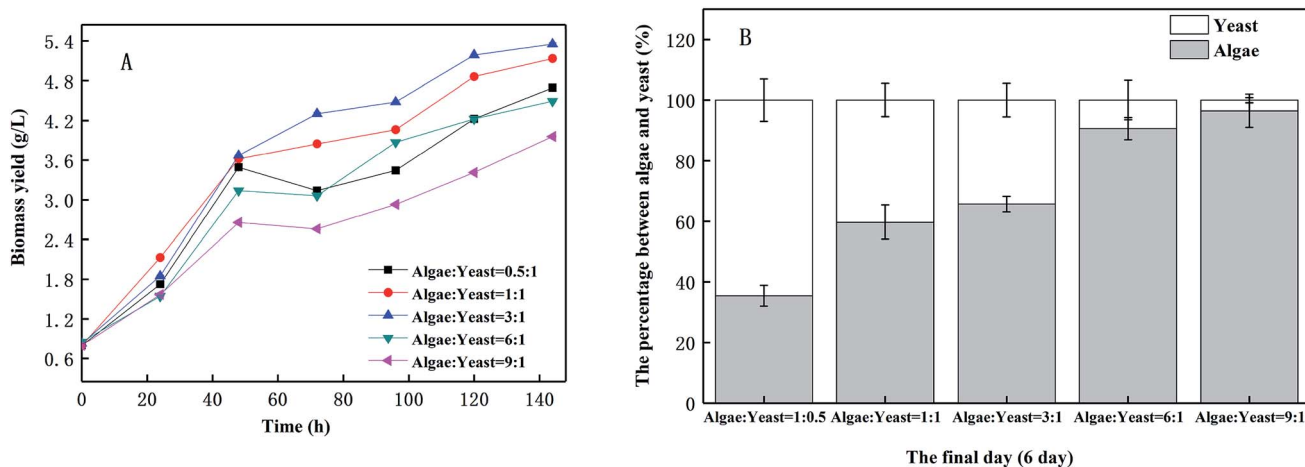 A
Biomass yield (g/L)
5.4
4.8
4.2
3.6
3.0
2.4
1.8
1.2
0.6
Algae:Yeast=0.5:1
Algae:Yeast=1:1
Algae:Yeast=3:1
Algae:Yeast=6:1
Algae:Yeast=9:1
0 20 40 60 80 100 120 140
Time (h)
B
Yeast
Algae
The percentage between algae and yeast (%)
120
100
80
60
40
20
0
Algae:Yeast=1:0.5 Algae:Yeast=1:1 Algae:Yeast=3:1 Algae:Yeast=6:1 Algae:Yeast=9:1
The final day (6 day)